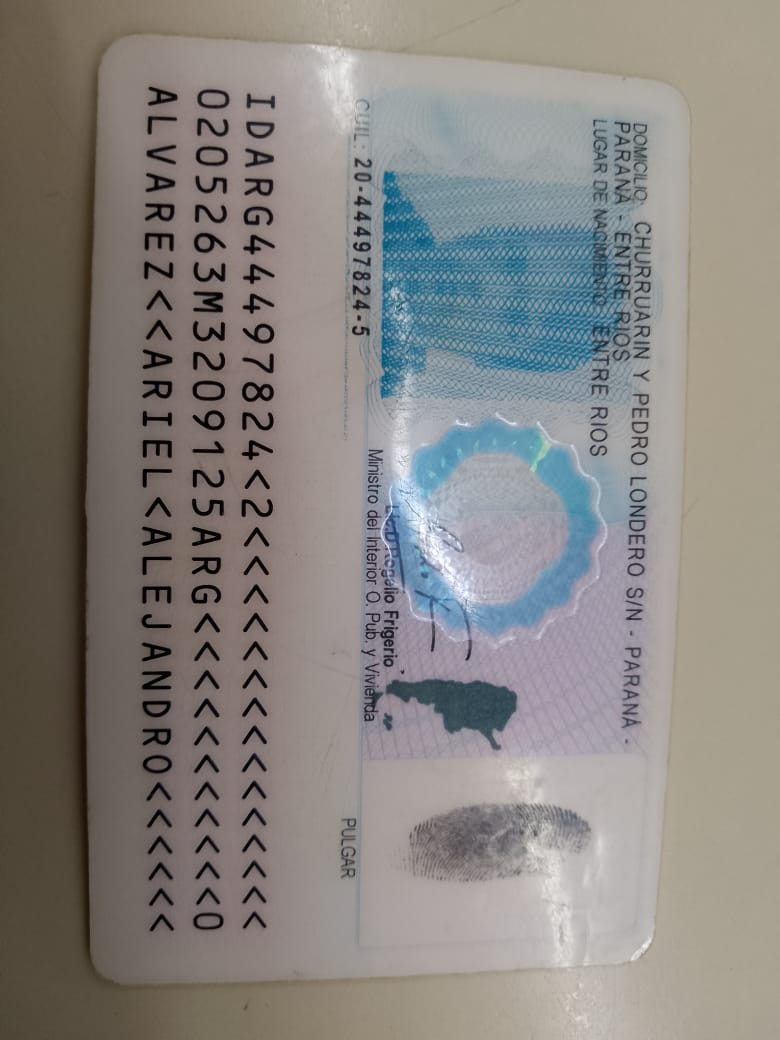 DOMICILIO: CHURRUARIN Y PEDRO LONDERO S/N - PARANÁ -
PARANÁ - ENTRE RIOS
LUGAR DE NACIMIENTO: ENTRE RIOS
CUIL: 20-44497824-5
Rogelio Frigerio
Ministro del Interior O. Pub. y Vivienda
PULGAR
IDARG44497824<2<<<<<<<<<<<<<<<
0205263M3209125ARG<<<<<<<<<<<0
ALVAREZ<<ARIEL<ALEJANDRO<<<<<<